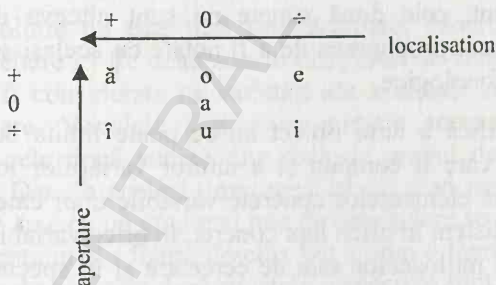 + 0 ÷
localisation
+ ă o e
0 a
÷ î u i
aperture